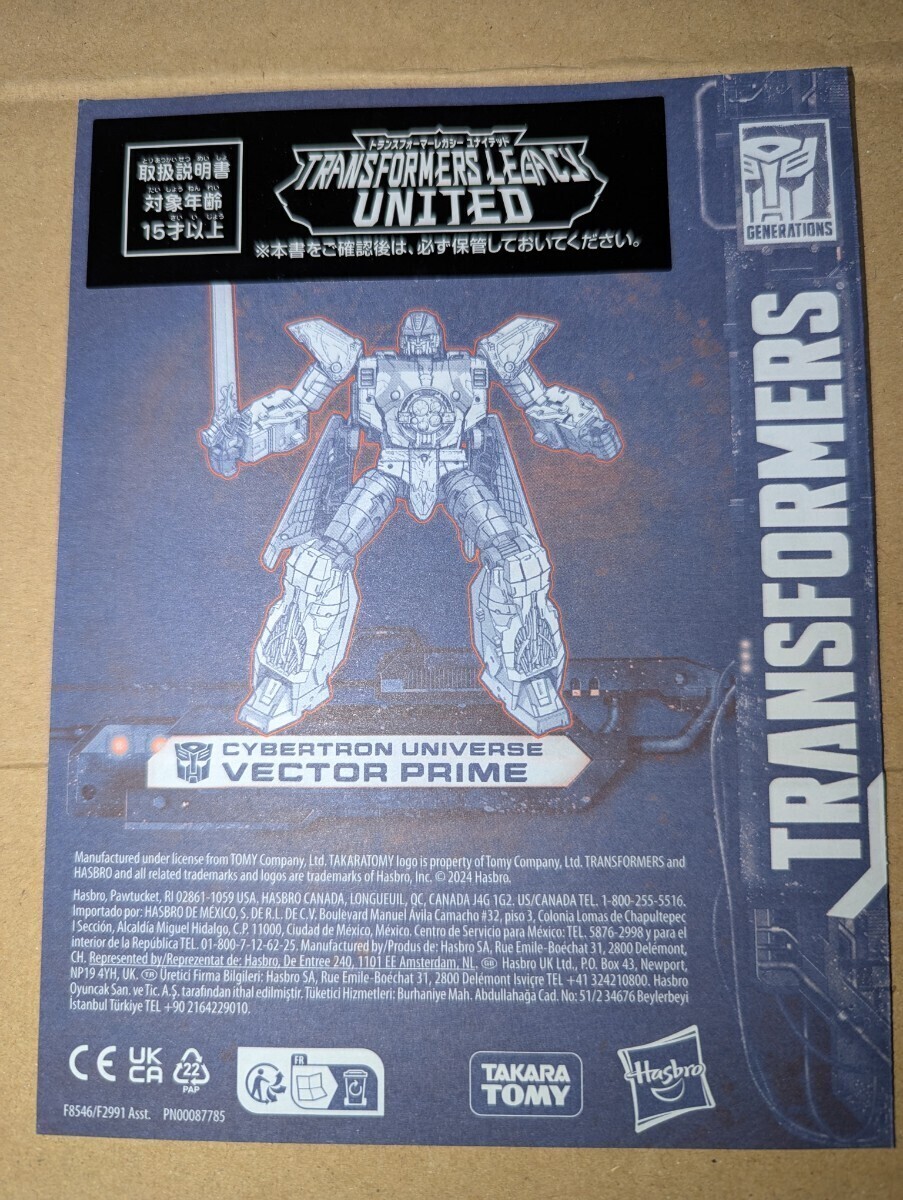 とりあつかいせつ めい しょ
取扱説明書
たい しょう ねん れい
対象年齢
さい い じょう
15才以上
トランスフォーマーレガシー ユナイテッド
TRANSFORMERS LEGACY
UNITED
※本書をご確認後は、必ず保管しておいてください。
GENERATIONS
TRANSFORMERS
CYBERTRON UNIVERSE
VECTOR PRIME
Manufactured under license from TOMY Company, Ltd. TAKARATOMY logo is property of Tomy Company, Ltd. TRANSFORMERS and
HASBRO and all related trademarks and logos are trademarks of Hasbro, Inc. © 2024 Hasbro.
Hasbro, Pawtucket, RI 02861-1059 USA. HASBRO CANADA, LONGUEUIL, QC, CANADA J4G 1G2. US/CANADA TEL. 1-800-255-5516.
Importado por: HASBRO DE MÉXICO, S. DE R.L. DE C.V. Boulevard Manuel Ávila Camacho #32, piso 3, Colonia Lomas de Chapultepec
I Sección, Alcaldía Miguel Hidalgo, C.P. 11000, Ciudad de México, México. Centro de Servicio para México: TEL. 5876-2998 y para el
interior de la República TEL. 01-800-7-12-62-25. Manufactured by/Produs de: Hasbro SA, Rue Emile-Boéchat 31, 2800 Delémont,
CH. Represented by/Reprezentat de: Hasbro, De Entree 240, 1101 EE Amsterdam, NL. GB Hasbro UK Ltd., P.O. Box 43, Newport,
NP19 4YH, UK. TR Üretici Firma Bilgileri: Hasbro SA, Rue Emile-Boéchat 31, 2800 Delémont İsviçre TEL +41 324210800. Hasbro
Oyuncak San. ve Tic. A.Ş. tarafından ithal edilmiştir. Tüketici Hizmetleri: Burhaniye Mah. Abdullahağa Cad. No: 51/2 34676 Beylerbeyi
İstanbul Türkiye TEL +90 2164229010.
CE UK CA 22 PAP
FR
TAKARA
TOMY
Hasbro
F8546/F2991 Asst. PN00087785